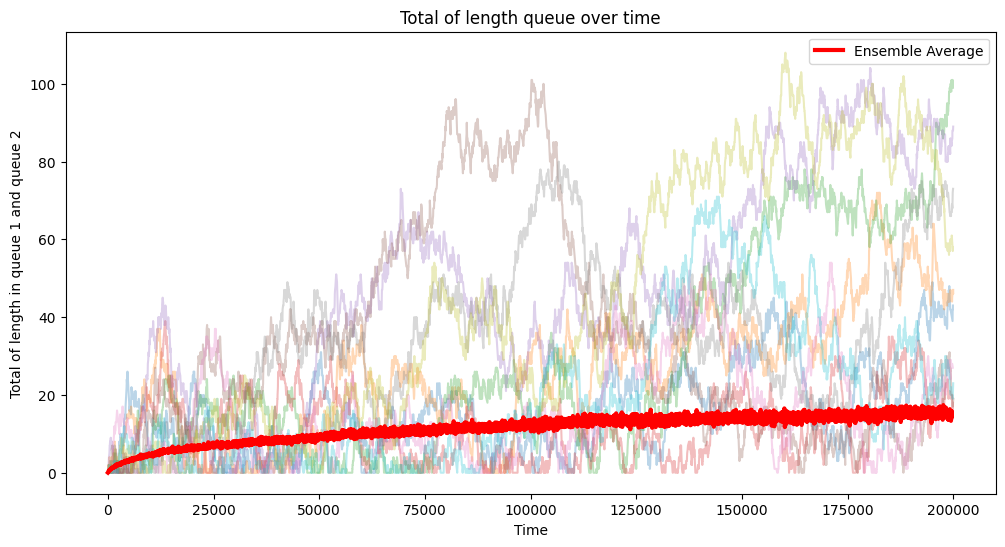 Total of length queue over time
Ensemble Average
Total of length in queue 1 and queue 2
100
80
60
40
20
0
0 25000 50000 75000 100000 125000 150000 175000 200000
Time